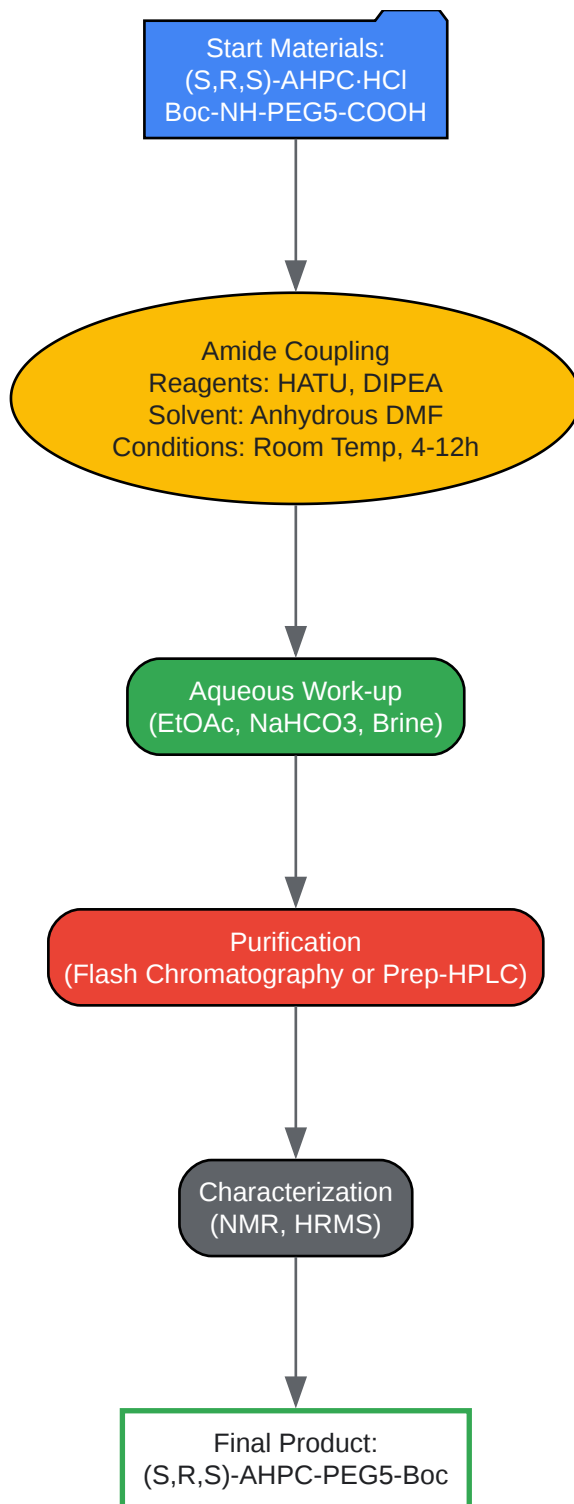 Start Materials:
(S,R,S)-AHPC·HCl
Boc-NH-PEG5-COOH
Amide Coupling
Reagents: HATU, DIPEA
Solvent: Anhydrous DMF
Conditions: Room Temp, 4-12h
Aqueous Work-up
(EtOAc, NaHCO3, Brine)
Purification
(Flash Chromatography or Prep-HPLC)
Characterization
(NMR, HRMS)
Final Product:
(S,R,S)-AHPC-PEG5-Boc